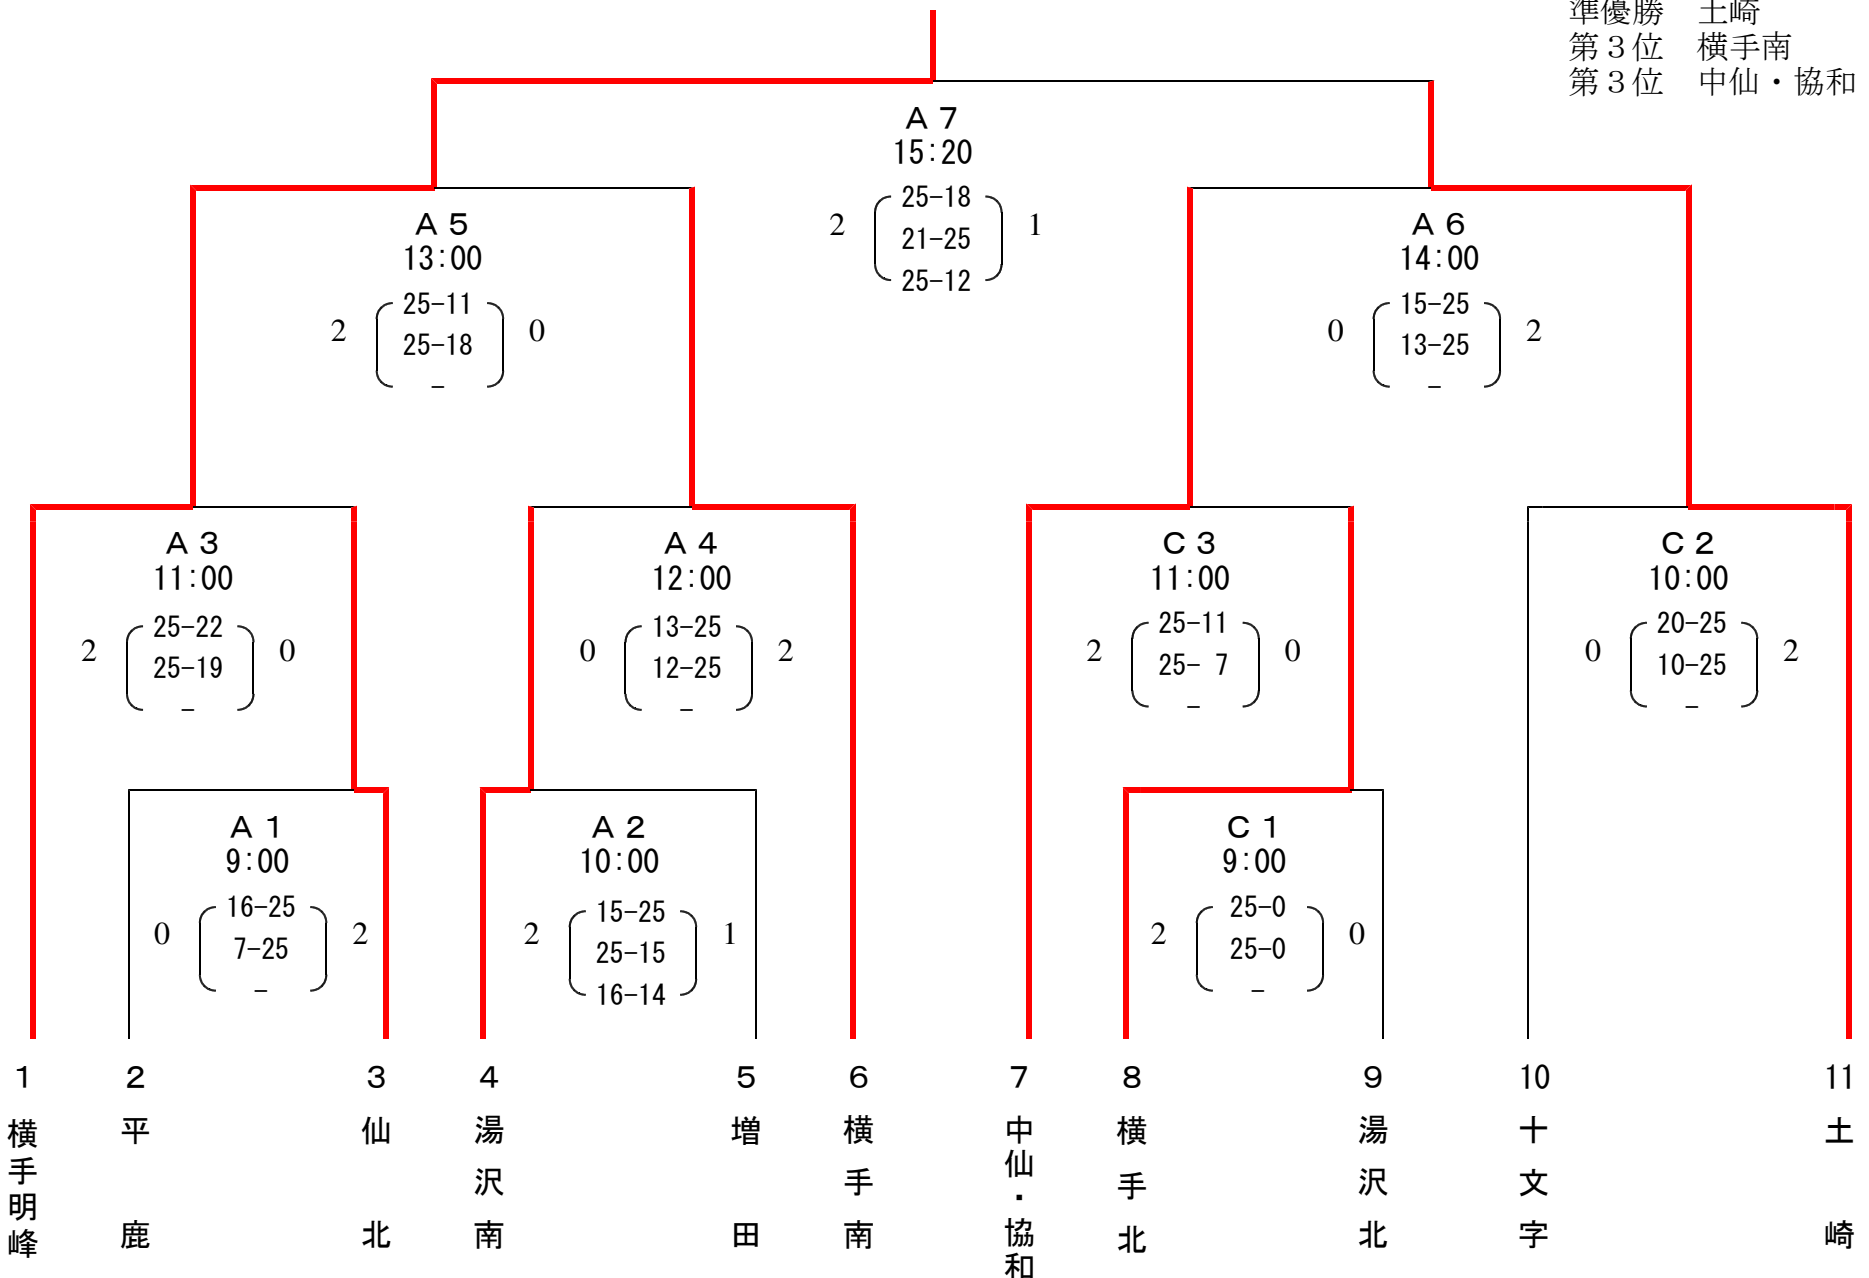 準優勝　土崎
第３位　横手南
第３位　中仙・協和
Ａ７
15:20
2 25−18 1
21−25
25−12
Ａ５
13:00
2 25−11 0
25−18
−
Ａ６
14:00
0 15−25 2
13−25
−
Ａ３
11:00
2 25−22 0
25−19
−
Ａ４
12:00
0 13−25 2
12−25
−
Ｃ３
11:00
2 25−11 0
25− 7
−
Ｃ２
10:00
0 20−25 2
10−25
−
Ａ１
9:00
0 16−25 2
7−25
−
Ａ２
10:00
2 15−25 1
25−15
16−14
Ｃ１
9:00
2 25−0 0
25−0
−
１ ２ ３ ４ ５ ６ ７ ８ ９ 10 11
横手明峰
平鹿
仙北
湯沢南
増田
横手南
中仙・協和
横手北
湯沢北
十文字
土崎